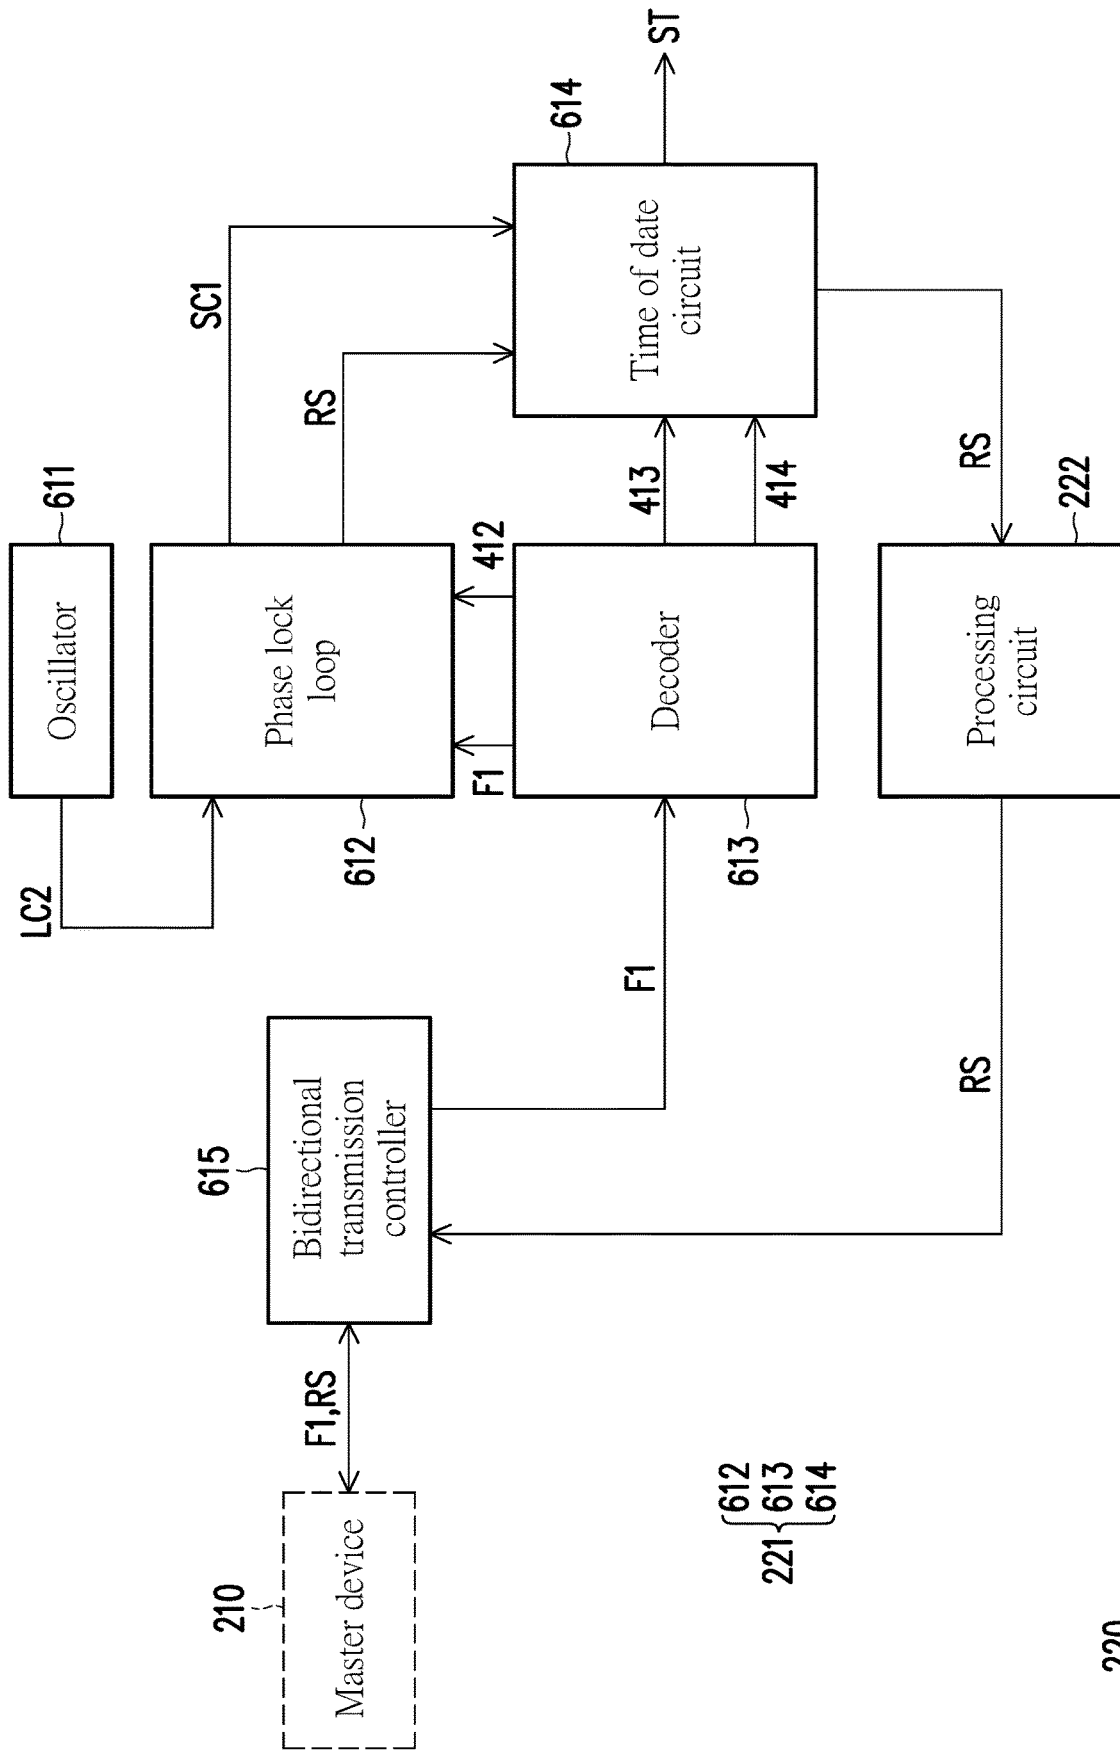 Oscillator
611
LC2
SC1
Phase lock
loop
612
RS
614
Time of date
circuit
ST
615
Bidirectional
transmission
controller
F1
412
Decoder
613
413
414
F1
210
Master device
F1,RS
RS
RS
Processing
circuit
222
221
612
613
614
220